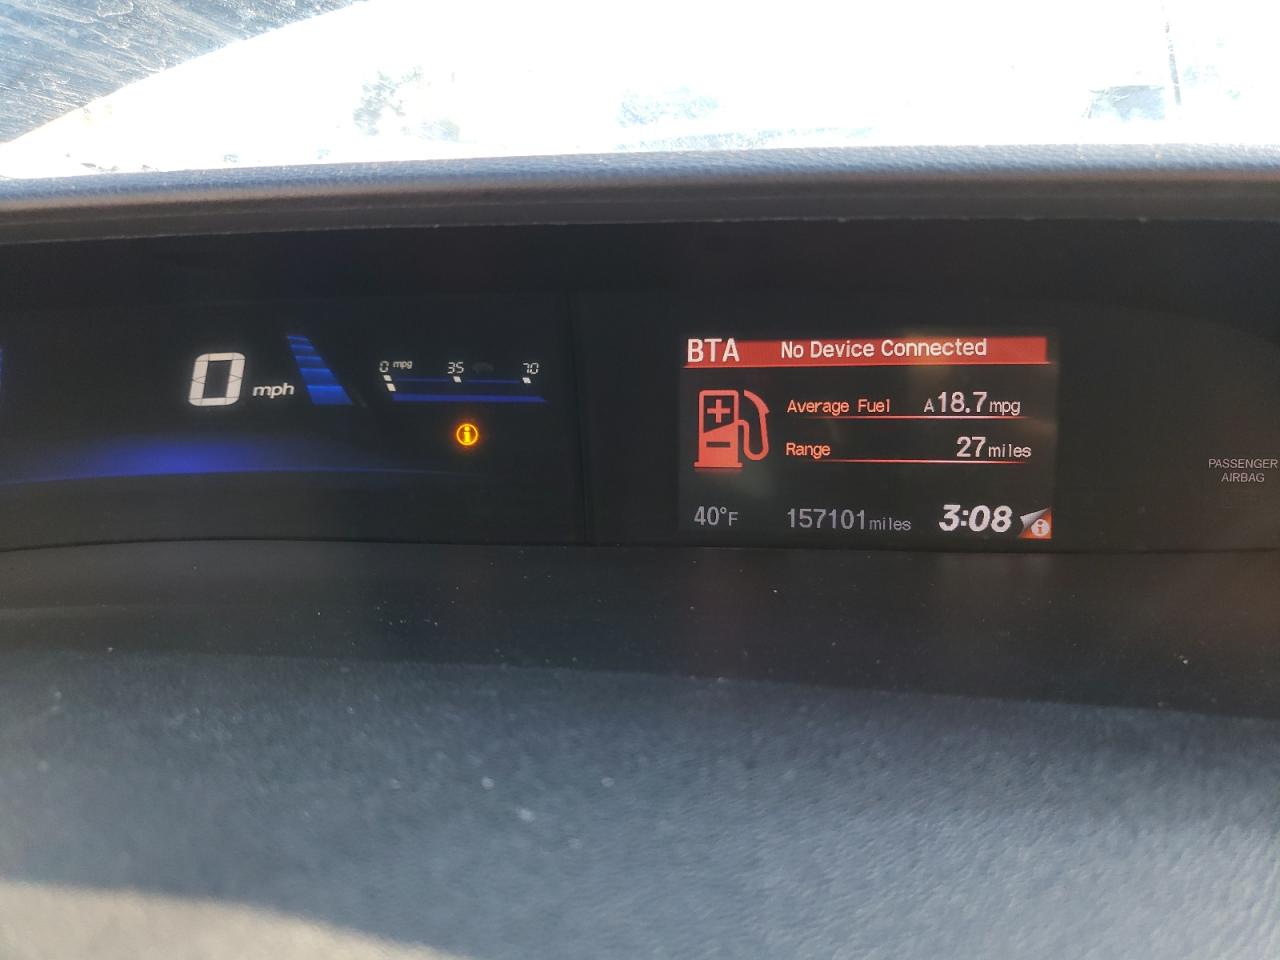 0 mph
0 mpg 35 70
BTA No Device Connected
Average Fuel A18.7mpg
Range 27miles
40°F 157101miles 3:08
PASSENGER
AIRBAG